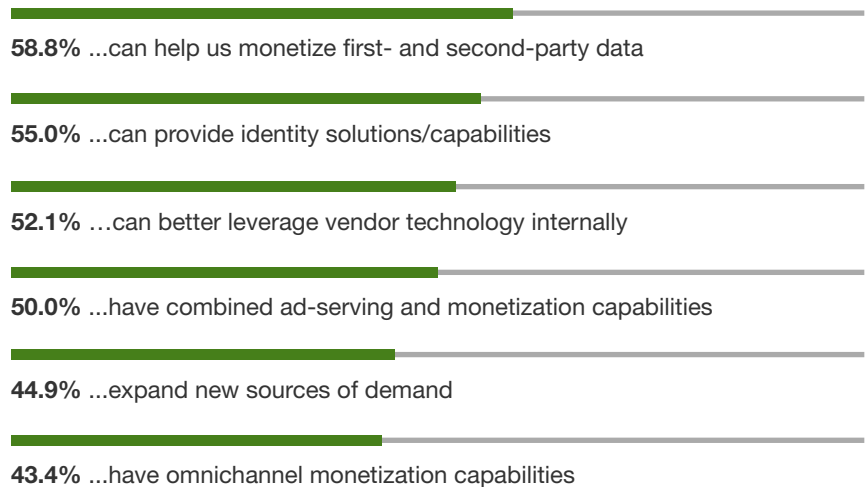 58.8% ...can help us monetize first- and second-party data
55.0% ...can provide identity solutions/capabilities
52.1% …can better leverage vendor technology internally
50.0% ...have combined ad-serving and monetization capabilities
44.9% ...expand new sources of demand
43.4% ...have omnichannel monetization capabilities